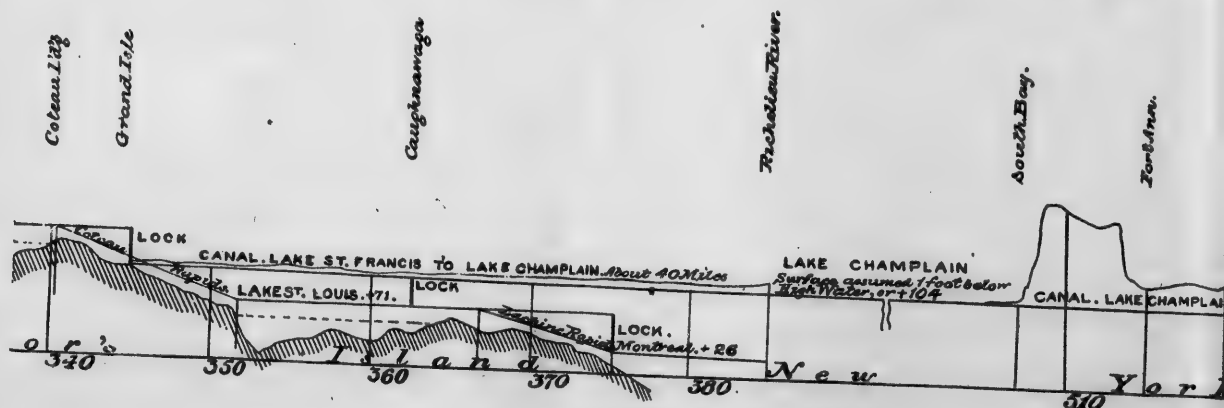 Coteau L'd'g
Grand Isle
Caughnawaga
Richelieu River.
South Bay.
Fort Ann.
Coteau Rapids
LOCK
CANAL. LAKE ST. FRANCIS TO LAKE CHAMPLAIN. About 40 Miles
LAKE CHAMPLAIN
Surface assumed 1 foot below
High Water, or + 104
LAKE ST. LOUIS. +71.
LOCK
CANAL. LAKE CHAMPLAIN
Lachine Rapids
LOCK.
Montreal. + 26
o r's Island New York
340 350 360 370 380 510